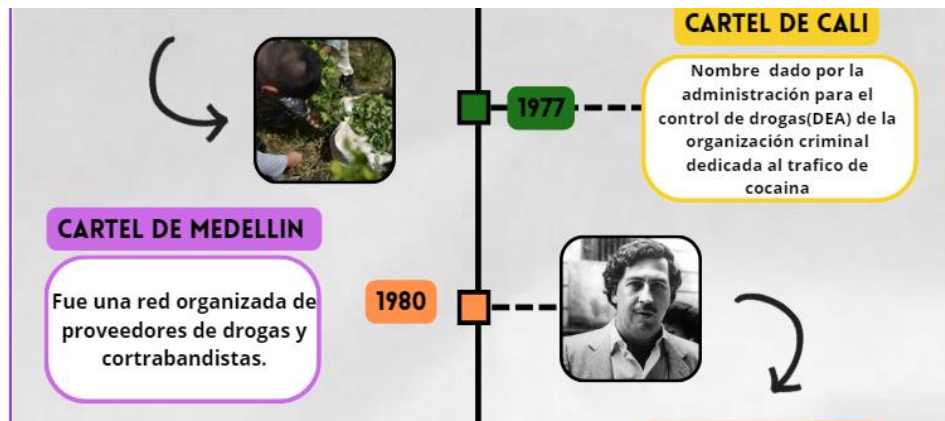 CARTEL DE CALI
Nombre dado por la
administración para el
control de drogas(DEA) de la
organización criminal
dedicada al trafico de
cocaina
1977
CARTEL DE MEDELLIN
Fue una red organizada de
proveedores de drogas y
cortrabandistas.
1980